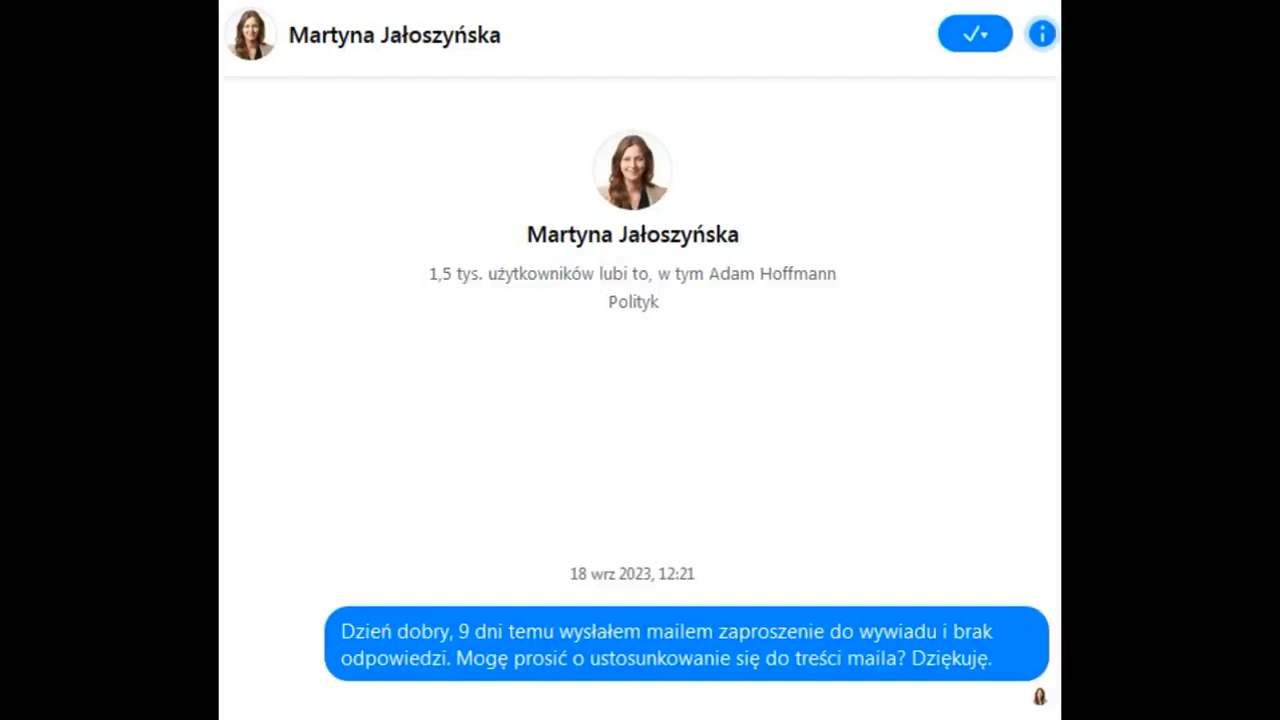 Martyna Jałoszyńska
Martyna Jałoszyńska
1,5 tys. użytkowników lubi to, w tym Adam Hoffmann
Polityk
18 wrz 2023, 12:21
Dzień dobry, 9 dni temu wysłałem mailem zaproszenie do wywiadu i brak
odpowiedzi. Mogę prosić o ustosunkowanie się do treści maila? Dziękuję.